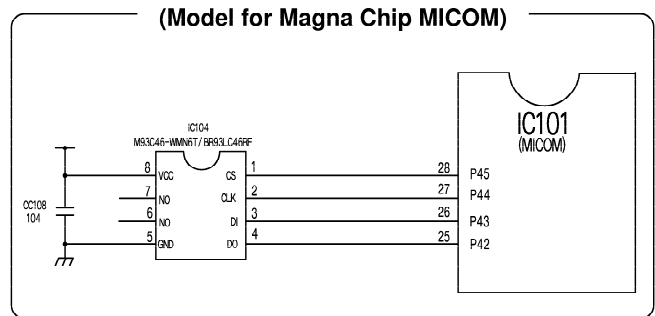 (Model for Magna Chip MICOM)
IC104
M93C46-WMN6T/BR93LC46RF
IC101
(MICOM)
8 VCC CS 1 28 P45
7 NO CLK 2 27 P44
CC108
104
6 NO DI 3 26 P43
5 GND DO 4 25 P42